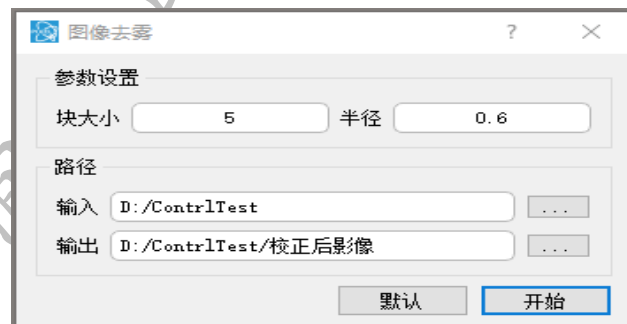 图像去雾 ?
参数设置
块大小 5 半径 0.6
路径
输入 D:/ContrlTest ...
输出 D:/ContrlTest/校正后影像 ...
默认 开始